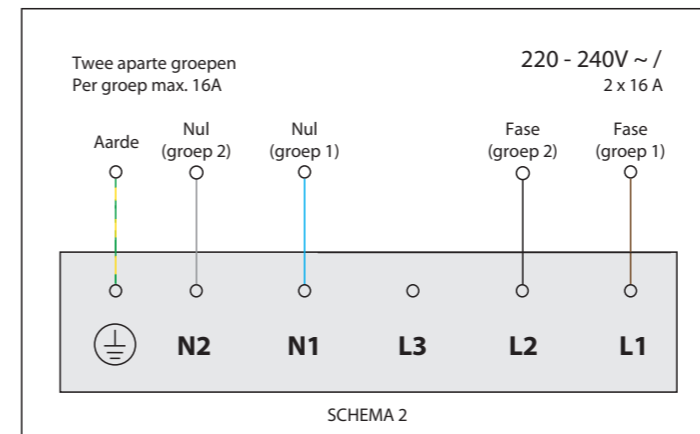 Twee aparte groepen
Per groep max. 16A
220 - 240V ~ /
2 x 16 A
Aarde
Nul
(groep 2)
Nul
(groep 1)
Fase
(groep 2)
Fase
(groep 1)
N2 N1 L3 L2 L1
SCHEMA 2